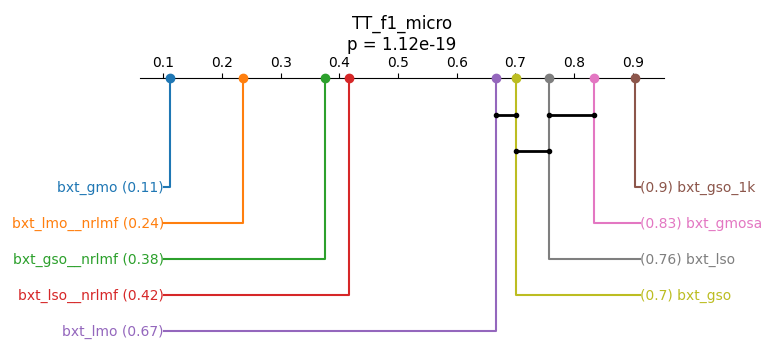 TT_f1_micro
p = 1.12e-19
0.1 0.2 0.3 0.4 0.5 0.6 0.7 0.8 0.9
bxt_gmo (0.11)
(0.9) bxt_gso_1k
bxt_lmo__nrlmf (0.24)
(0.83) bxt_gmosa
bxt_gso__nrlmf (0.38)
(0.76) bxt_lso
bxt_lso__nrlmf (0.42)
(0.7) bxt_gso
bxt_lmo (0.67)